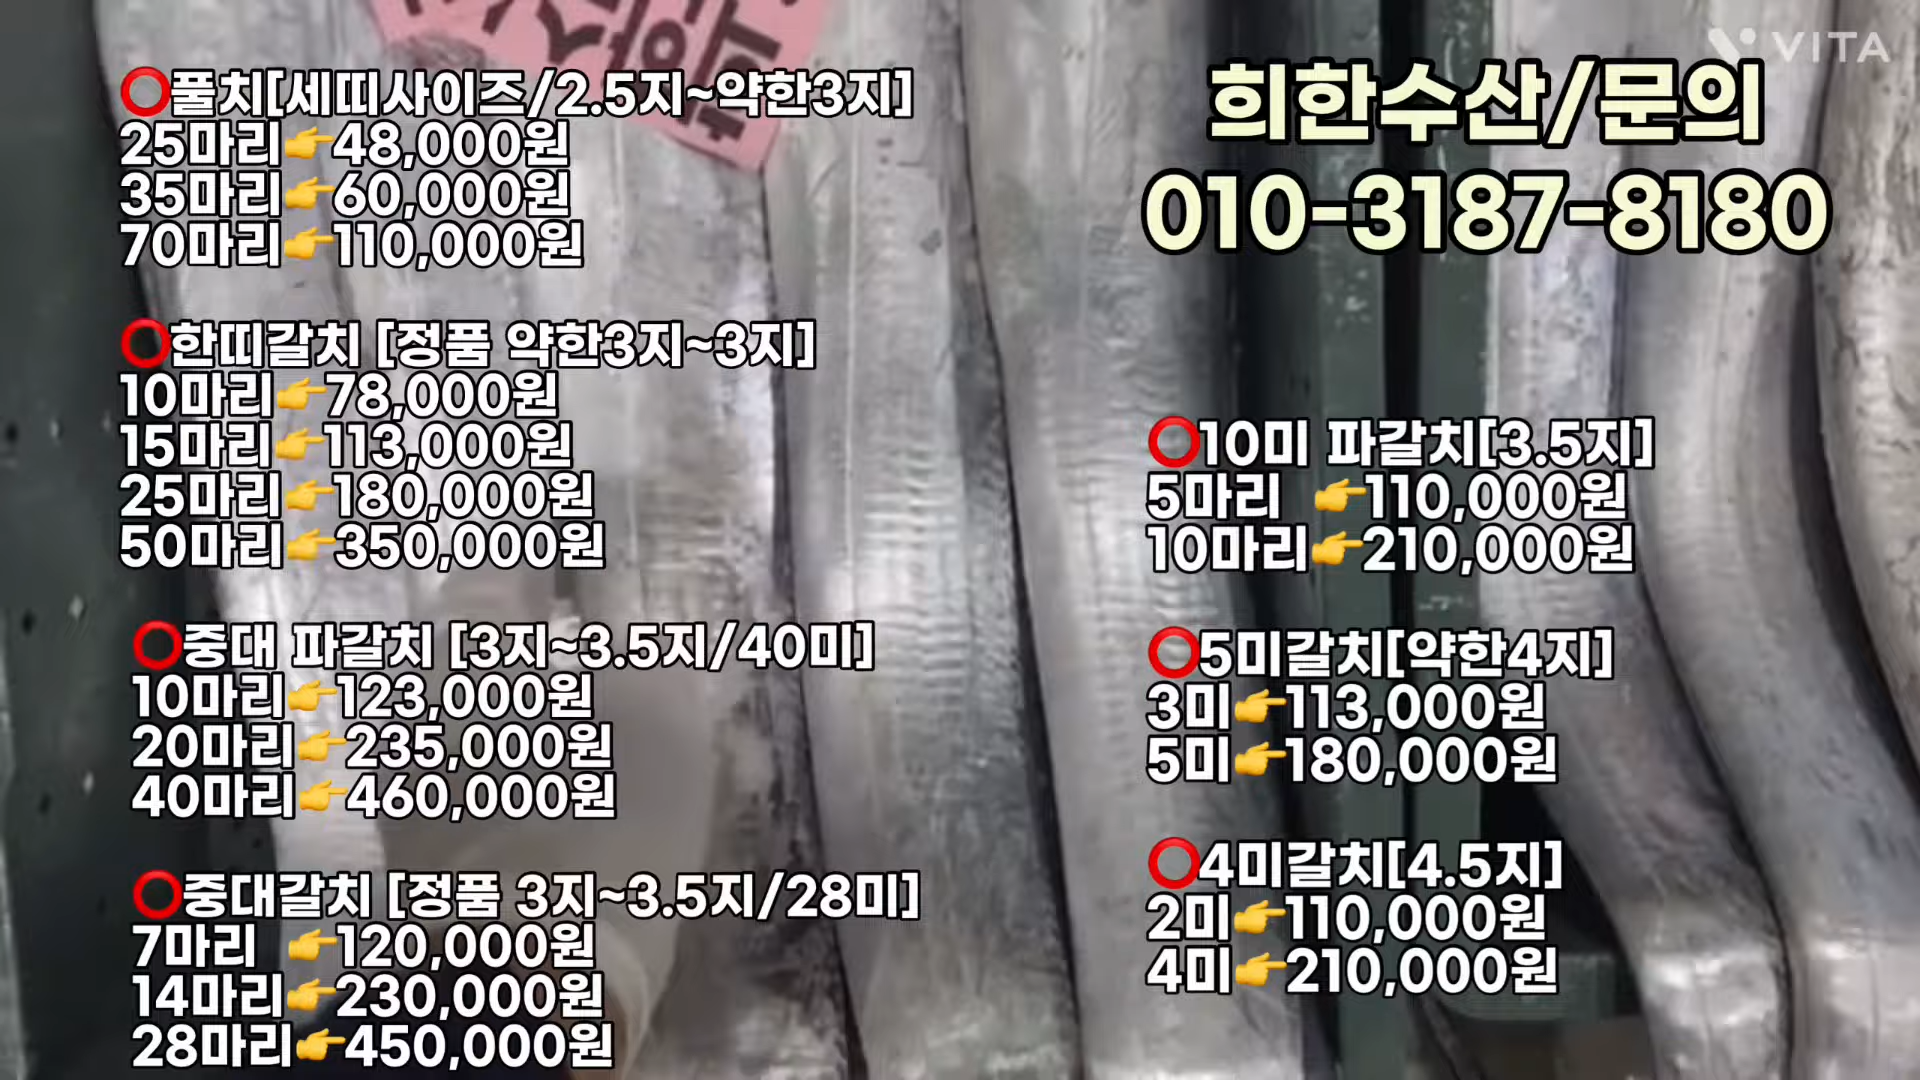 ⭕풀치[세띠사이즈/2.5지~약한3지]
25마리👉48,000원
35마리👉60,000원
70마리👉110,000원
⭕한띠갈치 [정품 약한3지~3지]
10마리👉78,000원
15마리👉113,000원
25마리👉180,000원
50마리👉350,000원
⭕중대 파갈치 [3지~3.5지/40미]
10마리👉123,000원
20마리👉235,000원
40마리👉460,000원
⭕중대갈치 [정품 3지~3.5지/28미]
7마리 👉120,000원
14마리👉230,000원
28마리👉450,000원
VITA
희한수산/문의
010-3187-8180
⭕10미 파갈치[3.5지]
5마리 👉110,000원
10마리👉210,000원
⭕5미갈치[약한4지]
3미👉113,000원
5미👉180,000원
⭕4미갈치[4.5지]
2미👉110,000원
4미👉210,000원